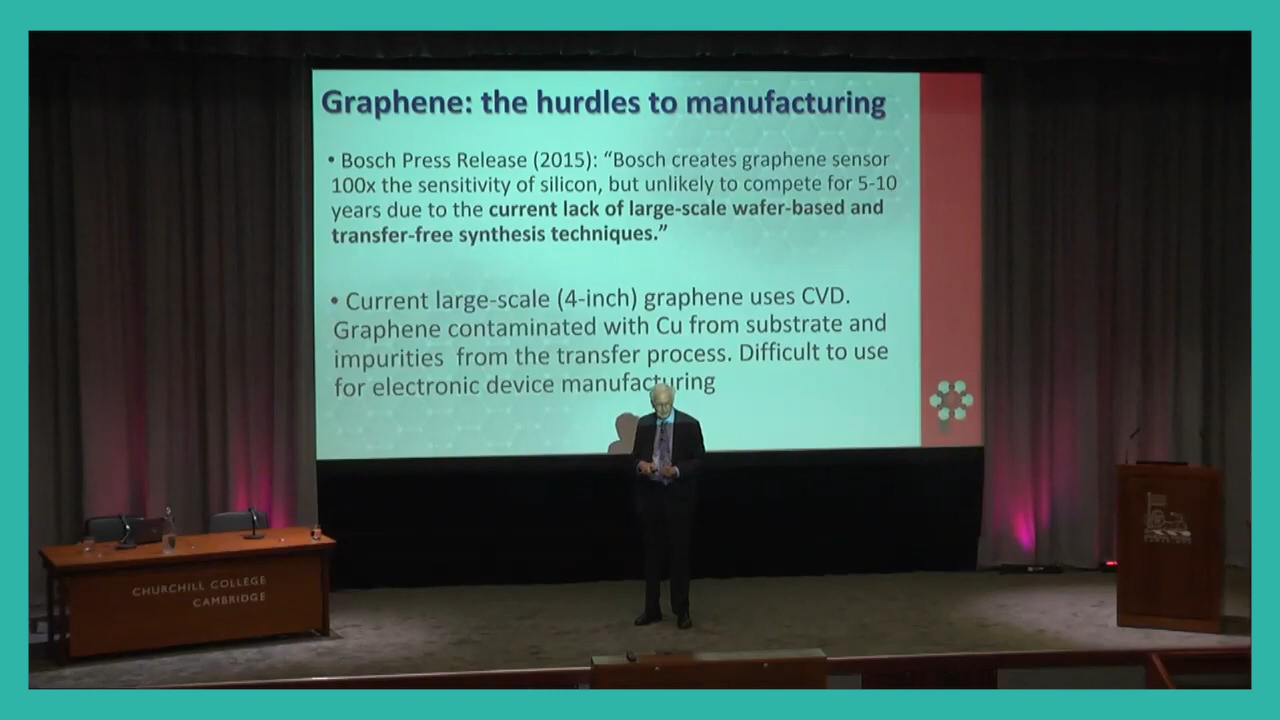 Graphene: the hurdles to manufacturing
• Bosch Press Release (2015): “Bosch creates graphene sensor
100x the sensitivity of silicon, but unlikely to compete for 5-10
years due to the current lack of large-scale wafer-based and
transfer-free synthesis techniques.”
• Current large-scale (4-inch) graphene uses CVD.
Graphene contaminated with Cu from substrate and
impurities from the transfer process. Difficult to use
for electronic device manufacturing
CHURCHILL COLLEGE
CAMBRIDGE